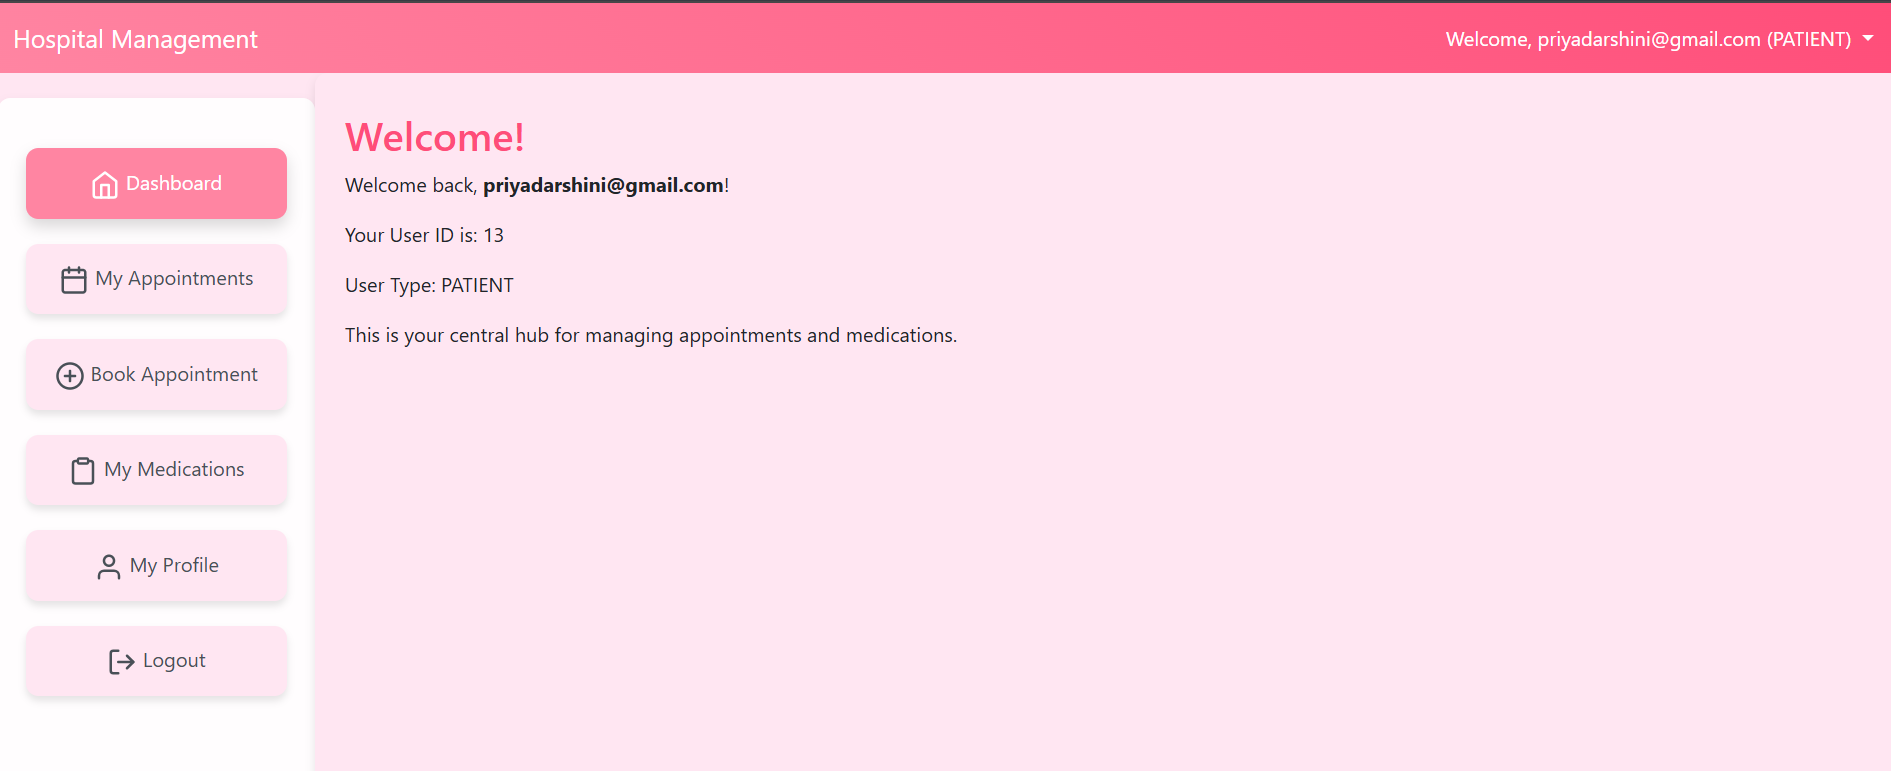 Hospital Management
Welcome, priyadarshini@gmail.com (PATIENT)
Dashboard
My Appointments
Book Appointment
My Medications
My Profile
Logout
Welcome!
Welcome back, priyadarshini@gmail.com!
Your User ID is: 13
User Type: PATIENT
This is your central hub for managing appointments and medications.